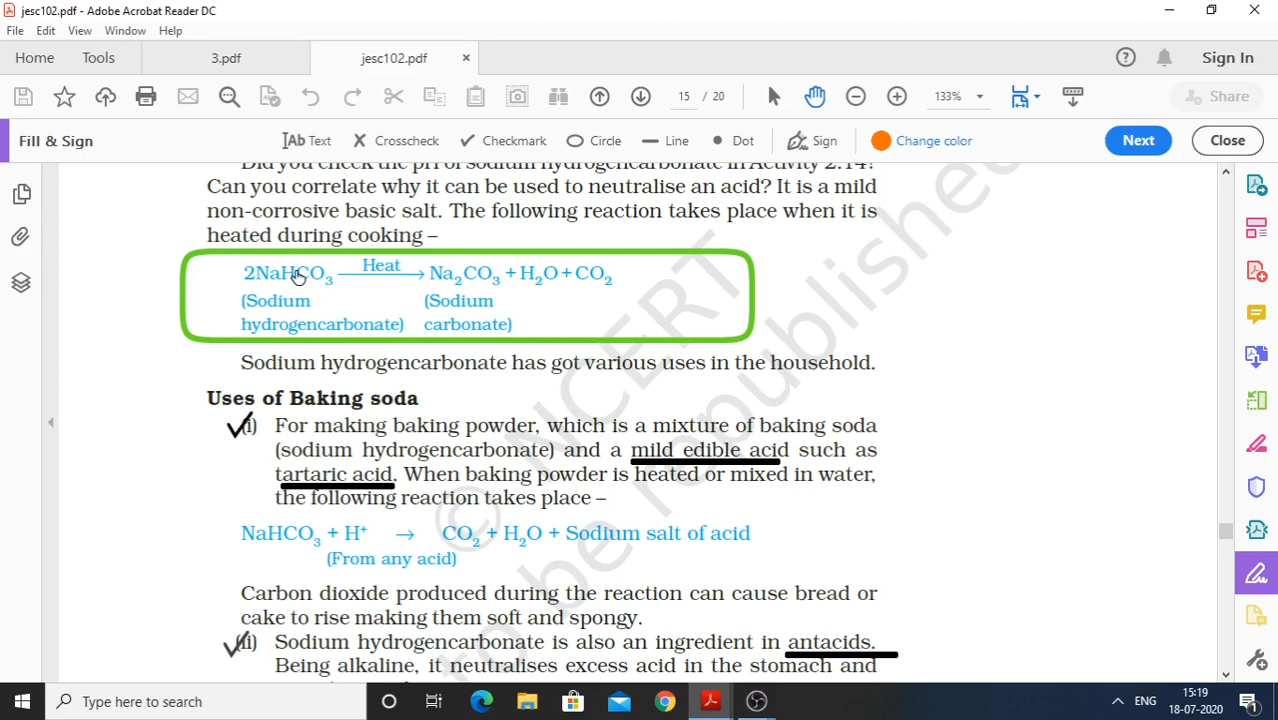 jesc102.pdf - Adobe Acrobat Reader DC
File Edit View Window Help
Home Tools 3.pdf jesc102.pdf × Sign In
15 / 20 133% Share
Fill & Sign Ab Text Crosscheck Checkmark Circle Line Dot Sign Change color Next Close
Did you check the pH of sodium hydrogencarbonate in Activity 2.14?
Can you correlate why it can be used to neutralise an acid? It is a mild
non-corrosive basic salt. The following reaction takes place when it is
heated during cooking –
2NaHCO₃ —Heat→ Na₂CO₃ + H₂O + CO₂
(Sodium (Sodium
hydrogencarbonate) carbonate)
Sodium hydrogencarbonate has got various uses in the household.
Uses of Baking soda
(i) For making baking powder, which is a mixture of baking soda
(sodium hydrogencarbonate) and a mild edible acid such as
tartaric acid. When baking powder is heated or mixed in water,
the following reaction takes place –
NaHCO₃ + H⁺ → CO₂ + H₂O + Sodium salt of acid
(From any acid)
Carbon dioxide produced during the reaction can cause bread or
cake to rise making them soft and spongy.
(ii) Sodium hydrogencarbonate is also an ingredient in antacids.
Being alkaline, it neutralises excess acid in the stomach and
© NCERT
to be republished
Type here to search
ENG
15:19
18-07-2020
1